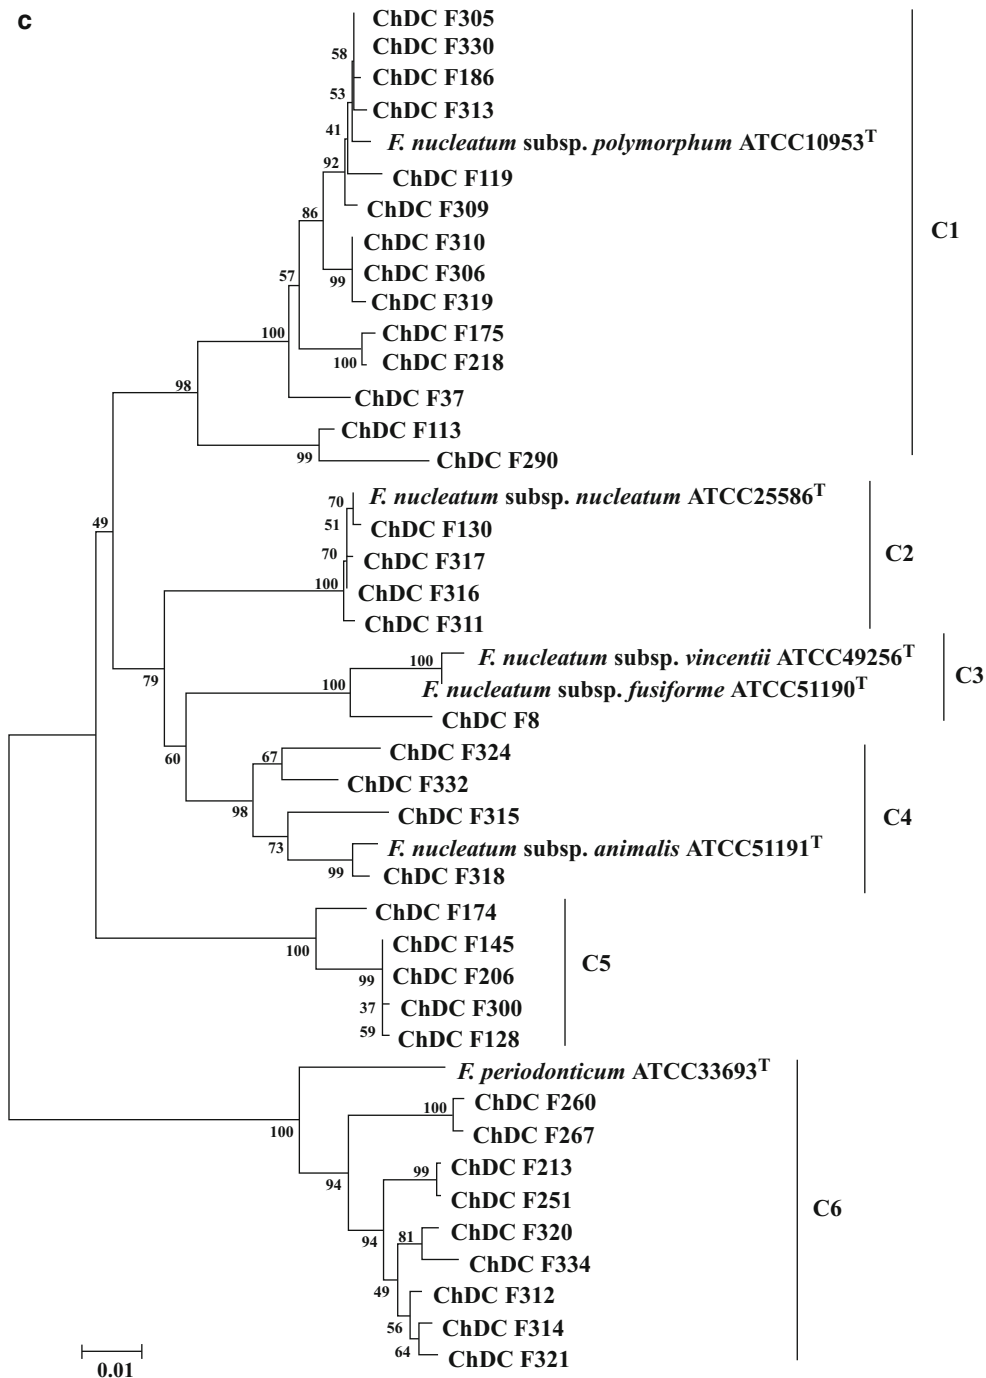 c
ChDC F305
58
ChDC F330
ChDC F186
53
ChDC F313
41
F. nucleatum subsp. polymorphum ATCC10953T
92
ChDC F119
86
ChDC F309
C1
ChDC F310
57
99
ChDC F306
ChDC F319
100
ChDC F175
100
ChDC F218
98
ChDC F37
ChDC F113
99
ChDC F290
70
F. nucleatum subsp. nucleatum ATCC25586T
49
51
ChDC F130
70
ChDC F317
C2
100
ChDC F316
ChDC F311
100
F. nucleatum subsp. vincentii ATCC49256T
79
100
F. nucleatum subsp. fusiforme ATCC51190T
C3
ChDC F8
60
67
ChDC F324
ChDC F332
98
ChDC F315
C4
73
F. nucleatum subsp. animalis ATCC51191T
99
ChDC F318
ChDC F174
100
ChDC F145
99
ChDC F206
C5
37
ChDC F300
59
ChDC F128
F. periodonticum ATCC33693T
100
100
ChDC F260
ChDC F267
94
99
ChDC F213
ChDC F251
C6
94
81
ChDC F320
ChDC F334
49
ChDC F312
56
ChDC F314
64
ChDC F321
0.01